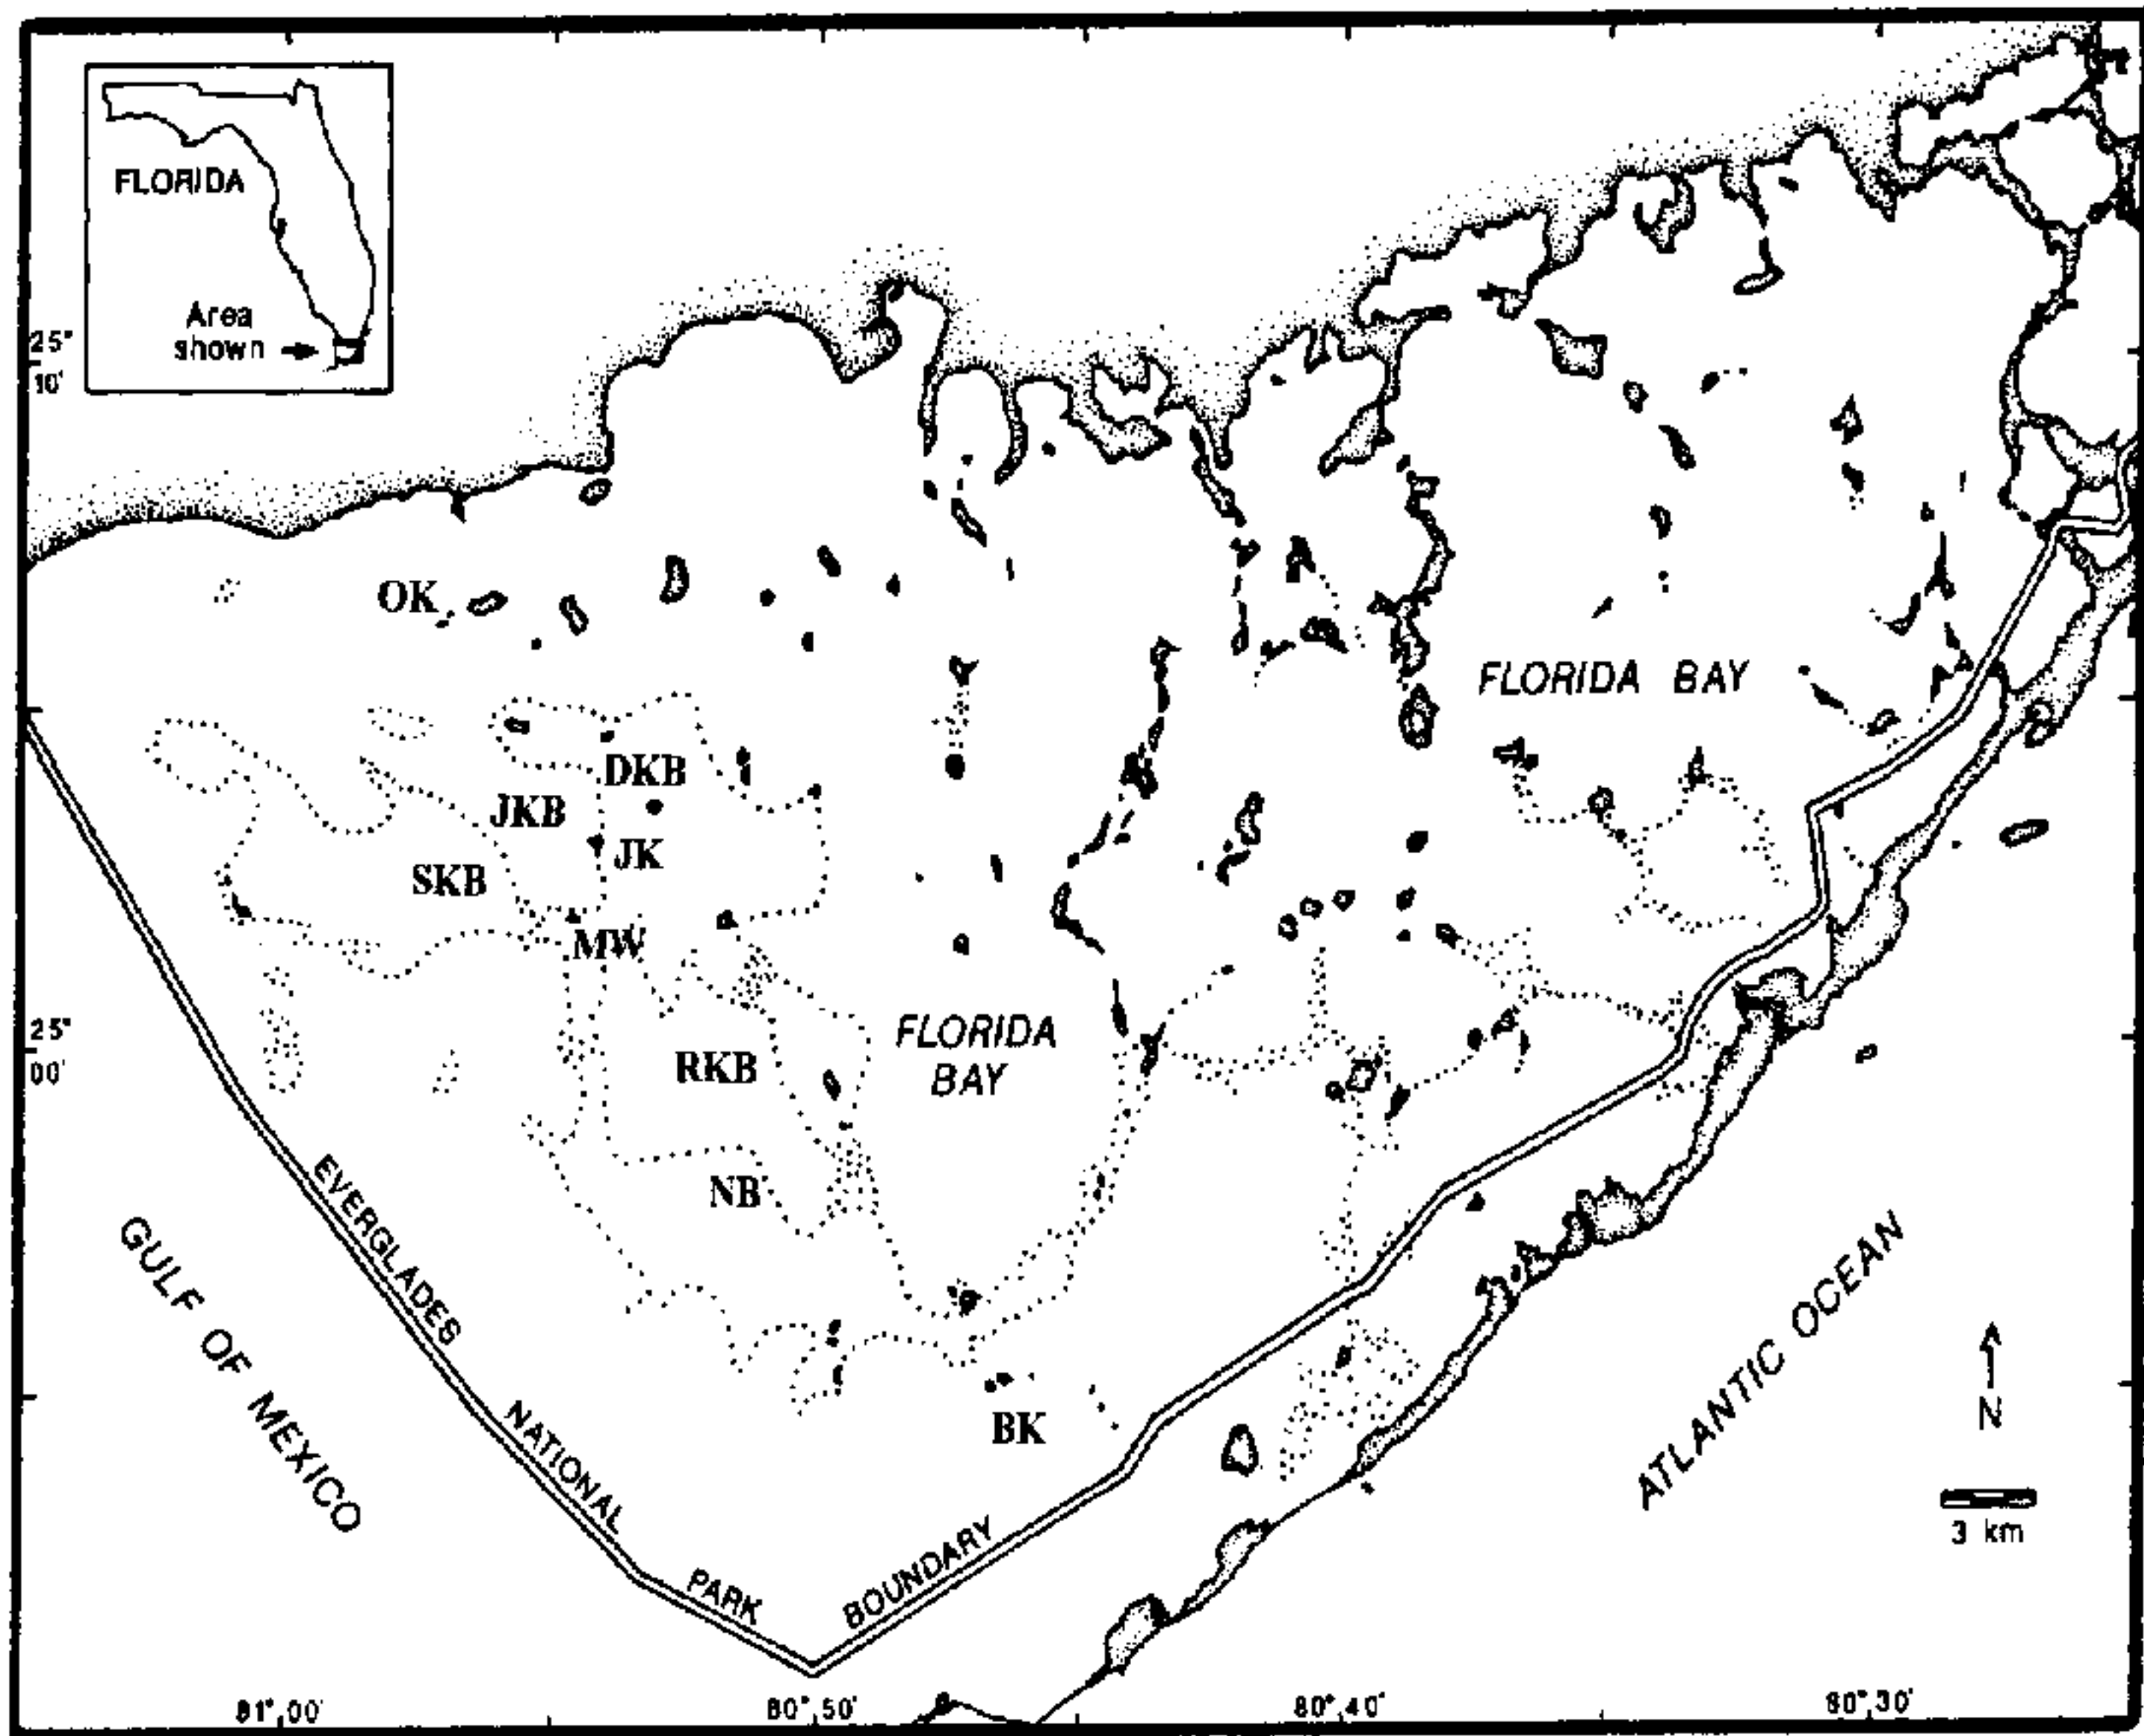 FLORIDA
Area
shown
25°
10'
OK
FLORIDA BAY
DKB
JKB
JK
SKB
MW
25°
00'
FLORIDA
BAY
RKB
NB
BK
GULF OF MEXICO
EVERGLADES
NATIONAL
PARK
BOUNDARY
ATLANTIC OCEAN
N
3 km
81° 00'
80° 50'
80° 40'
80° 30'